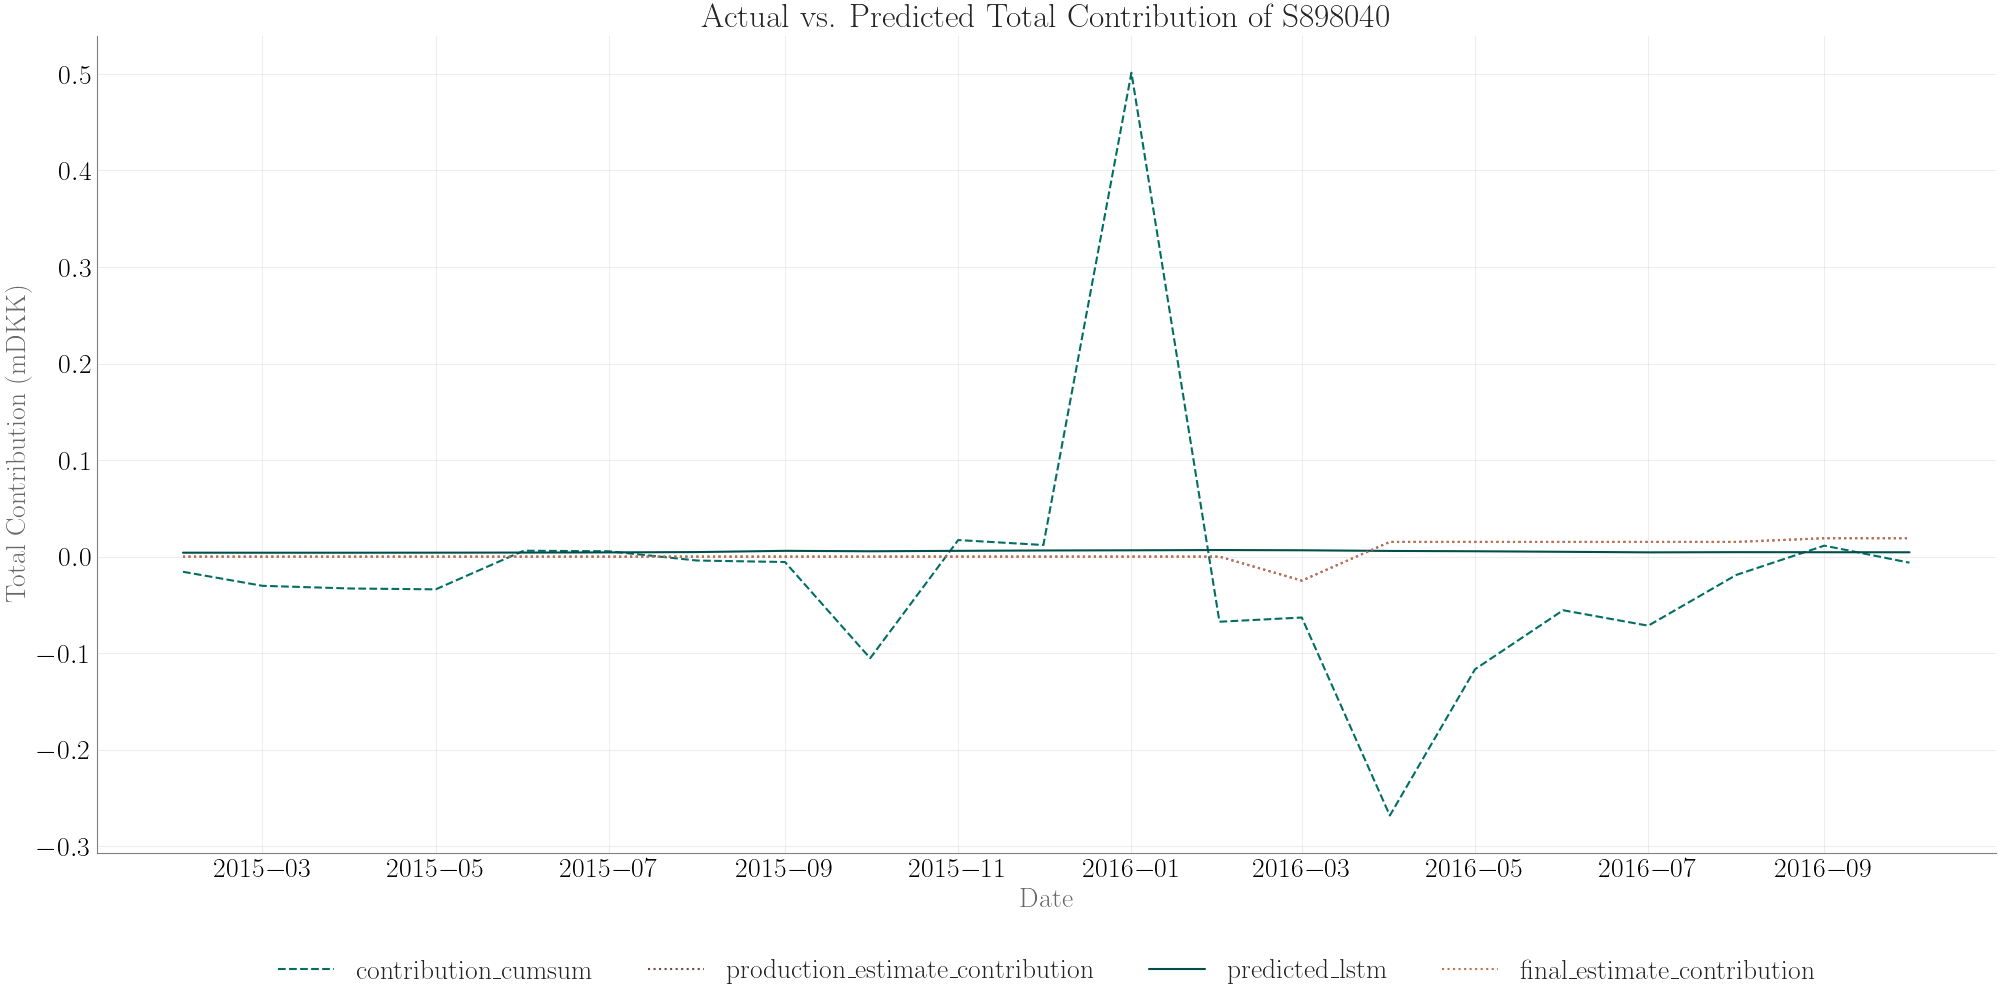 Actual vs. Predicted Total Contribution of S898040
Total Contribution (mDKK)
0.5
0.4
0.3
0.2
0.1
0.0
−0.1
−0.2
−0.3
2015−03 2015−05 2015−07 2015−09 2015−11 2016−01 2016−03 2016−05 2016−07 2016−09
Date
contribution_cumsum production_estimate_contribution predicted_lstm final_estimate_contribution